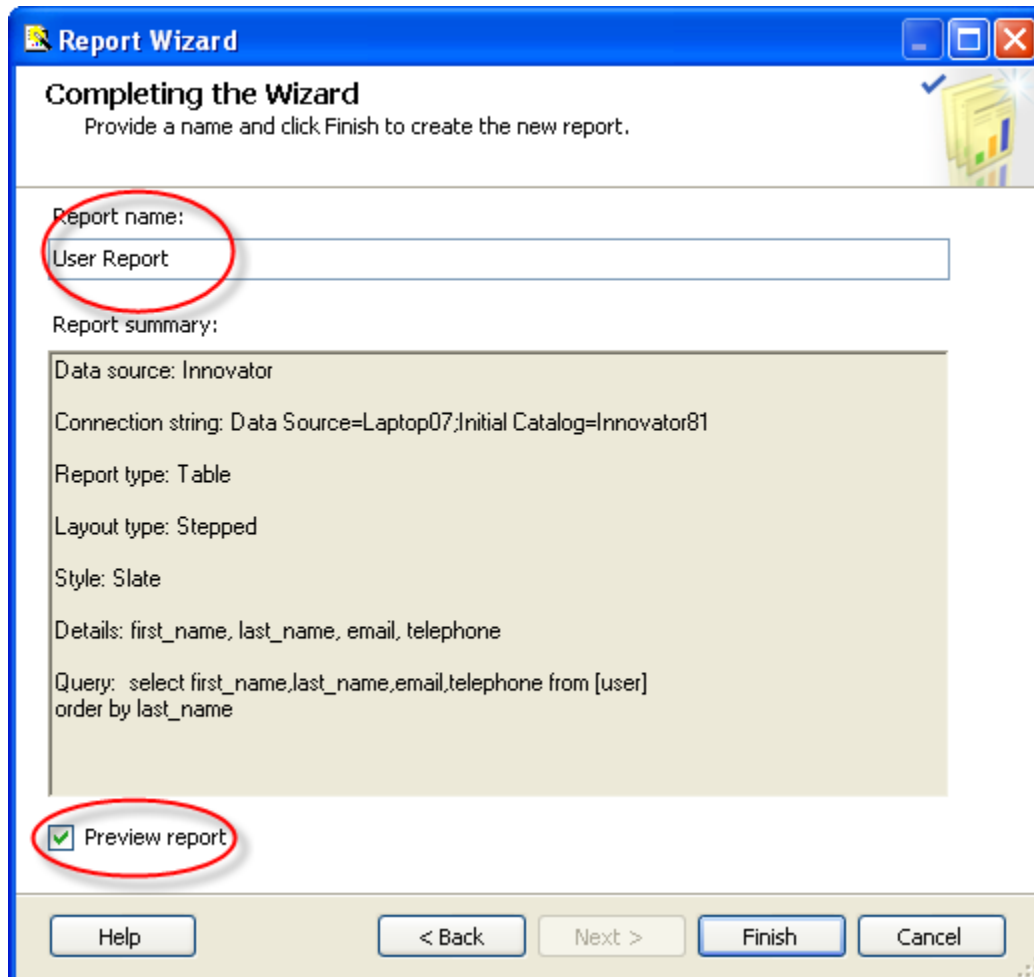 Report Wizard
Completing the Wizard
Provide a name and click Finish to create the new report.
Report name:
User Report
Report summary:
Data source: Innovator
Connection string: Data Source=Laptop07;Initial Catalog=Innovator81
Report type: Table
Layout type: Stepped
Style: Slate
Details: first_name, last_name, email, telephone
Query:  select first_name,last_name,email,telephone from [user]
order by last_name
Preview report
Help
< Back
Next >
Finish
Cancel